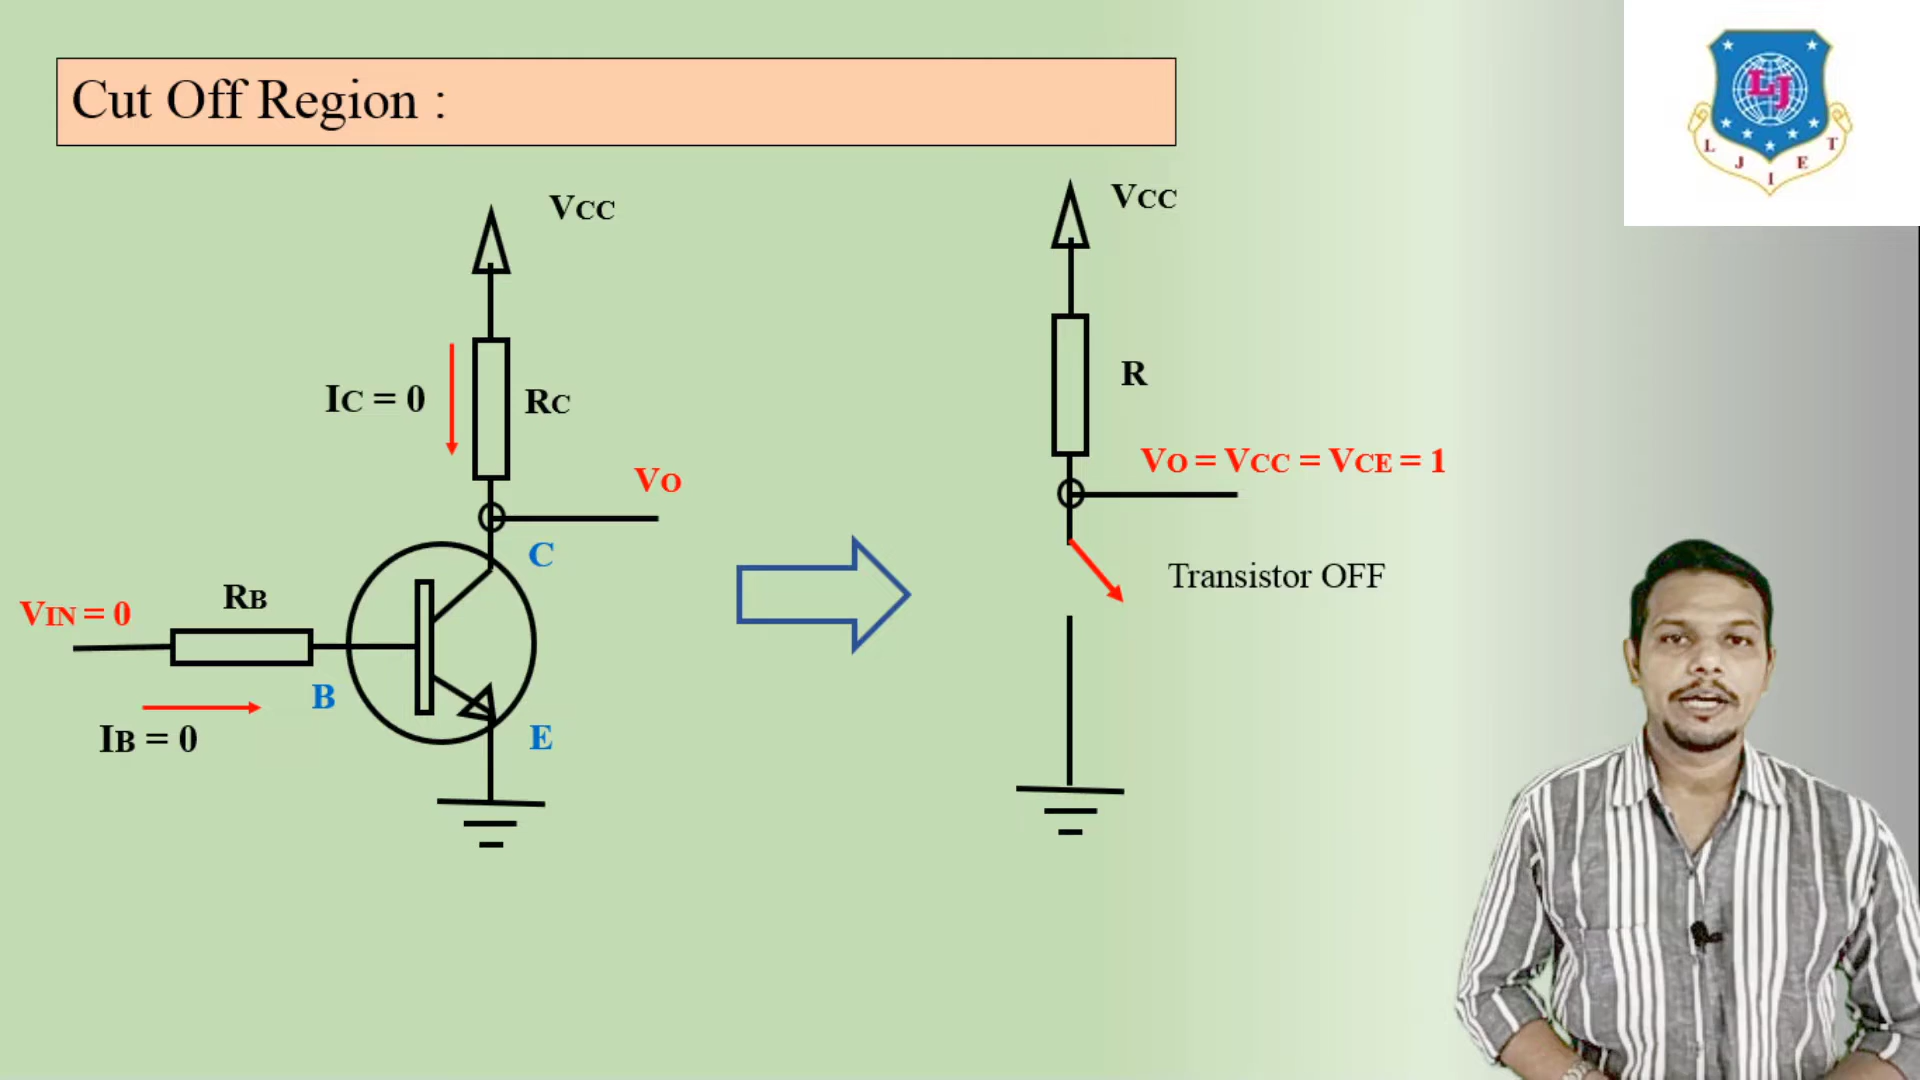 Cut Off Region :
VCC
VCC
IC = 0
RC
R
VO
VO = VCC = VCE = 1
C
Transistor OFF
VIN = 0
RB
B
IB = 0
E
LJ
L J I E T